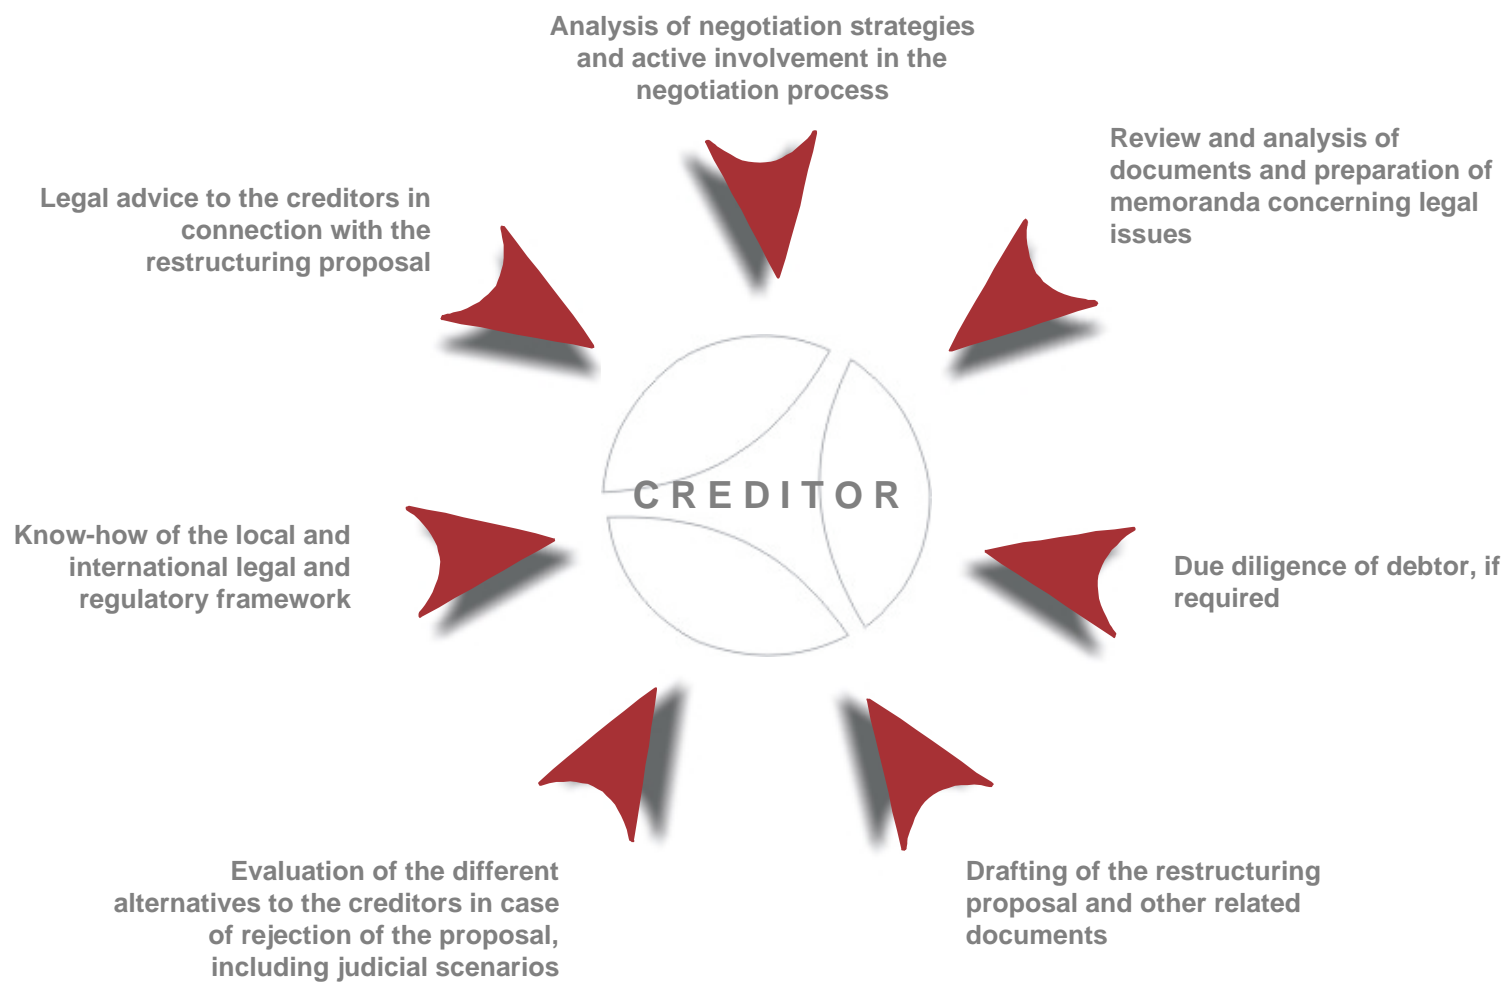 Analysis of negotiation strategies
and active involvement in the
negotiation process
Review and analysis of
documents and preparation of
memoranda concerning legal
issues
Legal advice to the creditors in
connection with the
restructuring proposal
CREDITOR
Know-how of the local and
international legal and
regulatory framework
Due diligence of debtor, if
required
Evaluation of the different
alternatives to the creditors in case
of rejection of the proposal,
including judicial scenarios
Drafting of the restructuring
proposal and other related
documents